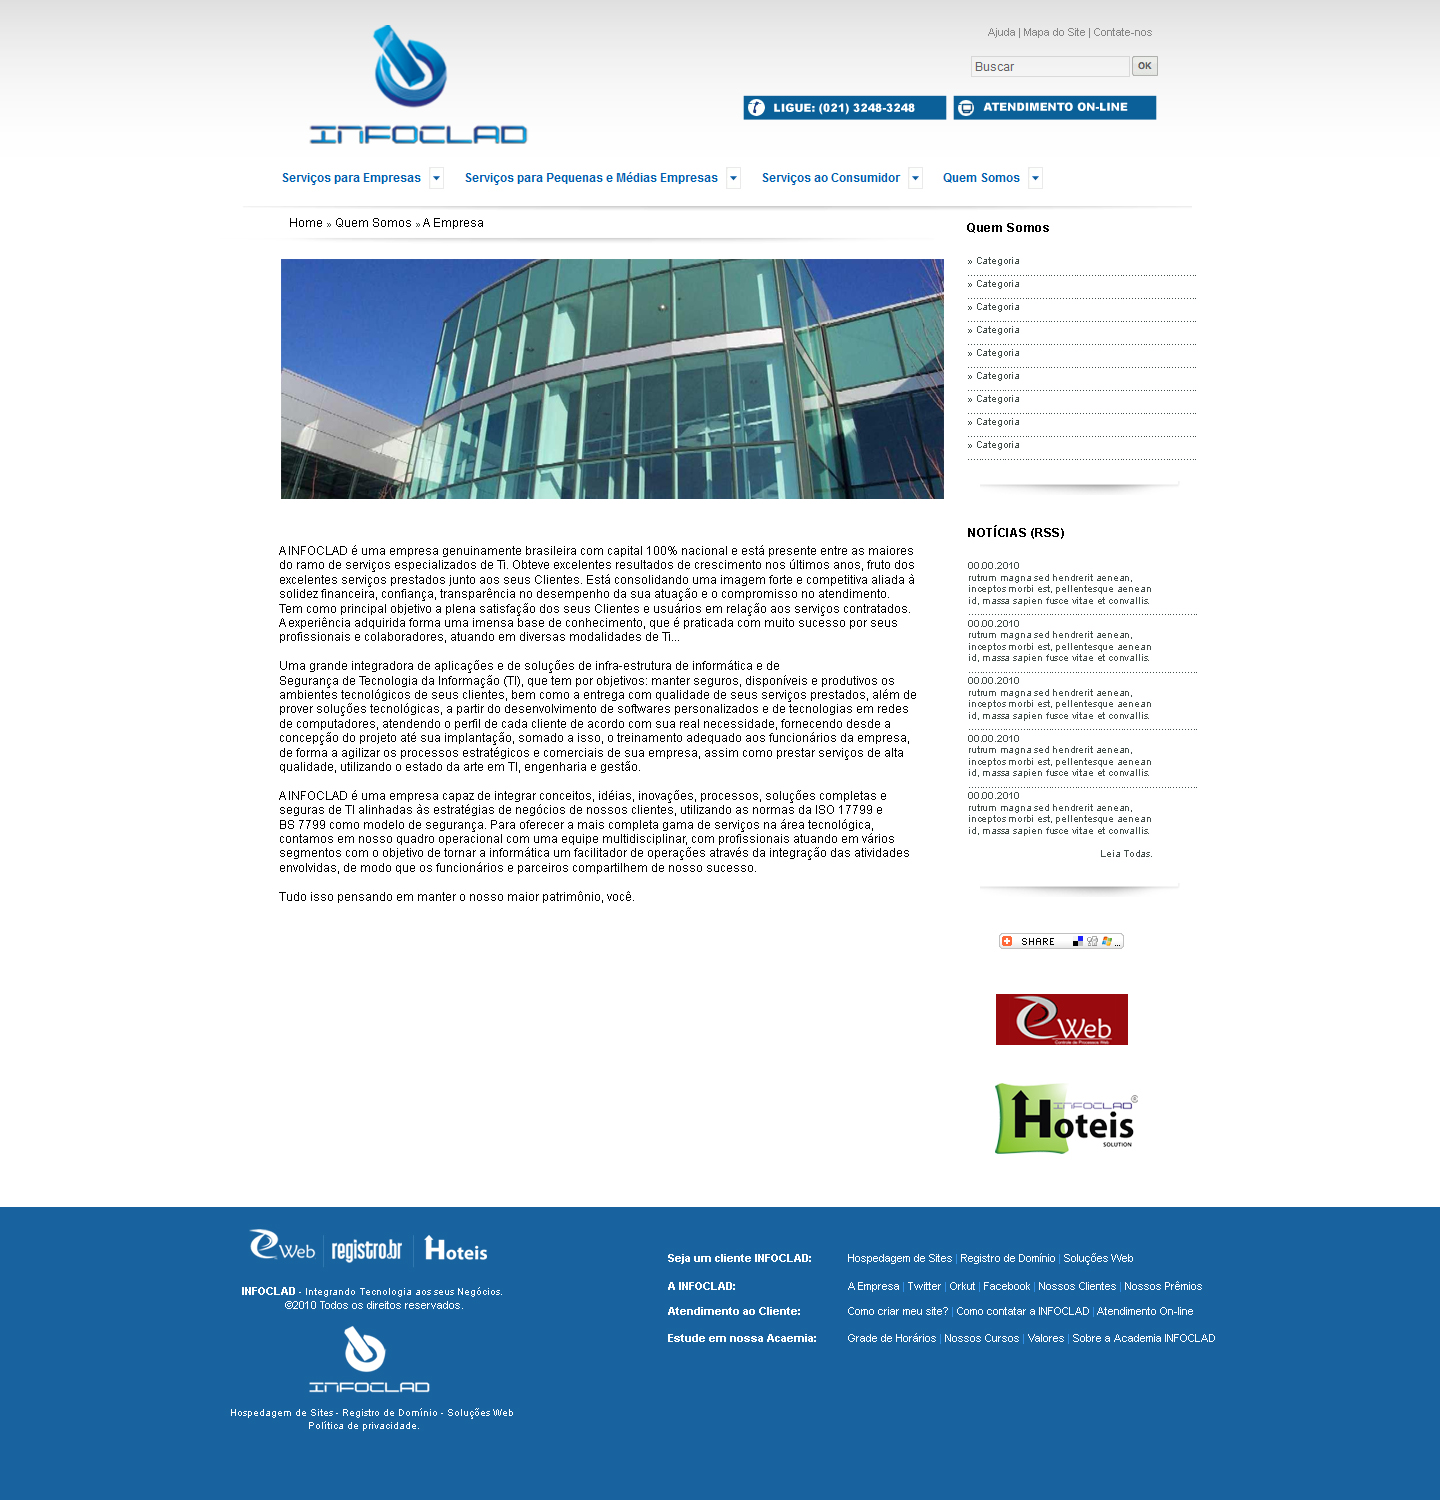 Ajuda | Mapa do Site | Contate-nos
Buscar
OK
LIGUE: (021) 3248-3248
ATENDIMENTO ON-LINE
INFOCLAD
Serviços para Empresas
Serviços para Pequenas e Médias Empresas
Serviços ao Consumidor
Quem Somos
Home » Quem Somos » A Empresa
A INFOCLAD é uma empresa genuinamente brasileira com capital 100% nacional e está presente entre as maiores
do ramo de serviços especializados de Ti. Obteve excelentes resultados de crescimento nos últimos anos, fruto dos
excelentes serviços prestados junto aos seus Clientes. Está consolidando uma imagem forte e competitiva aliada à
solidez financeira, confiança, transparência no desempenho da sua atuação e o compromisso no atendimento.
Tem como principal objetivo a plena satisfação dos seus Clientes e usuários em relação aos serviços contratados.
A experiência adquirida forma uma imensa base de conhecimento, que é praticada com muito sucesso por seus
profissionais e colaboradores, atuando em diversas modalidades de Ti...
Uma grande integradora de aplicações e de soluções de infra-estrutura de informática e de
Segurança de Tecnologia da Informação (TI), que tem por objetivos: manter seguros, disponíveis e produtivos os
ambientes tecnológicos de seus clientes, bem como a entrega com qualidade de seus serviços prestados, além de
prover soluções tecnológicas, a partir do desenvolvimento de softwares personalizados e de tecnologias em redes
de computadores, atendendo o perfil de cada cliente de acordo com sua real necessidade, fornecendo desde a
concepção do projeto até sua implantação, somado a isso, o treinamento adequado aos funcionários da empresa,
de forma a agilizar os processos estratégicos e comerciais de sua empresa, assim como prestar serviços de alta
qualidade, utilizando o estado da arte em TI, engenharia e gestão.
A INFOCLAD é uma empresa capaz de integrar conceitos, idéias, inovações, processos, soluções completas e
seguras de TI alinhadas às estratégias de negócios de nossos clientes, utilizando as normas da ISO 17799 e
BS 7799 como modelo de segurança. Para oferecer a mais completa gama de serviços na área tecnológica,
contamos em nosso quadro operacional com uma equipe multidisciplinar, com profissionais atuando em vários
segmentos com o objetivo de tornar a informática um facilitador de operações através da integração das atividades
envolvidas, de modo que os funcionários e parceiros compartilhem de nosso sucesso.
Tudo isso pensando em manter o nosso maior patrimônio, você.
Quem Somos
» Categoria
» Categoria
» Categoria
» Categoria
» Categoria
» Categoria
» Categoria
» Categoria
» Categoria
NOTÍCIAS (RSS)
00.00.2010
rutrum magna sed hendrerit aenean,
inceptos morbi est, pellentesque aenean
id, massa sapien fusce vitae et convallis.
00.00.2010
rutrum magna sed hendrerit aenean,
inceptos morbi est, pellentesque aenean
id, massa sapien fusce vitae et convallis.
00.00.2010
rutrum magna sed hendrerit aenean,
inceptos morbi est, pellentesque aenean
id, massa sapien fusce vitae et convallis.
00.00.2010
rutrum magna sed hendrerit aenean,
inceptos morbi est, pellentesque aenean
id, massa sapien fusce vitae et convallis.
00.00.2010
rutrum magna sed hendrerit aenean,
inceptos morbi est, pellentesque aenean
id, massa sapien fusce vitae et convallis.
Leia Todas.
SHARE ...
e Web
Controle de Processos Web
INFOCLAD ®
Hoteis
SOLUTION
e Web
registro.br
Hoteis
INFOCLAD - Integrando Tecnologia aos seus Negócios.
©2010 Todos os direitos reservados.
INFOCLAD
Hospedagem de Sites - Registro de Domínio - Soluções Web
Política de privacidade.
Seja um cliente INFOCLAD: Hospedagem de Sites | Registro de Domínio | Soluções Web
A INFOCLAD: A Empresa | Twitter | Orkut | Facebook | Nossos Clientes | Nossos Prêmios
Atendimento ao Cliente: Como criar meu site? | Como contatar a INFOCLAD | Atendimento On-line
Estude em nossa Acaemia: Grade de Horários | Nossos Cursos | Valores | Sobre a Academia INFOCLAD